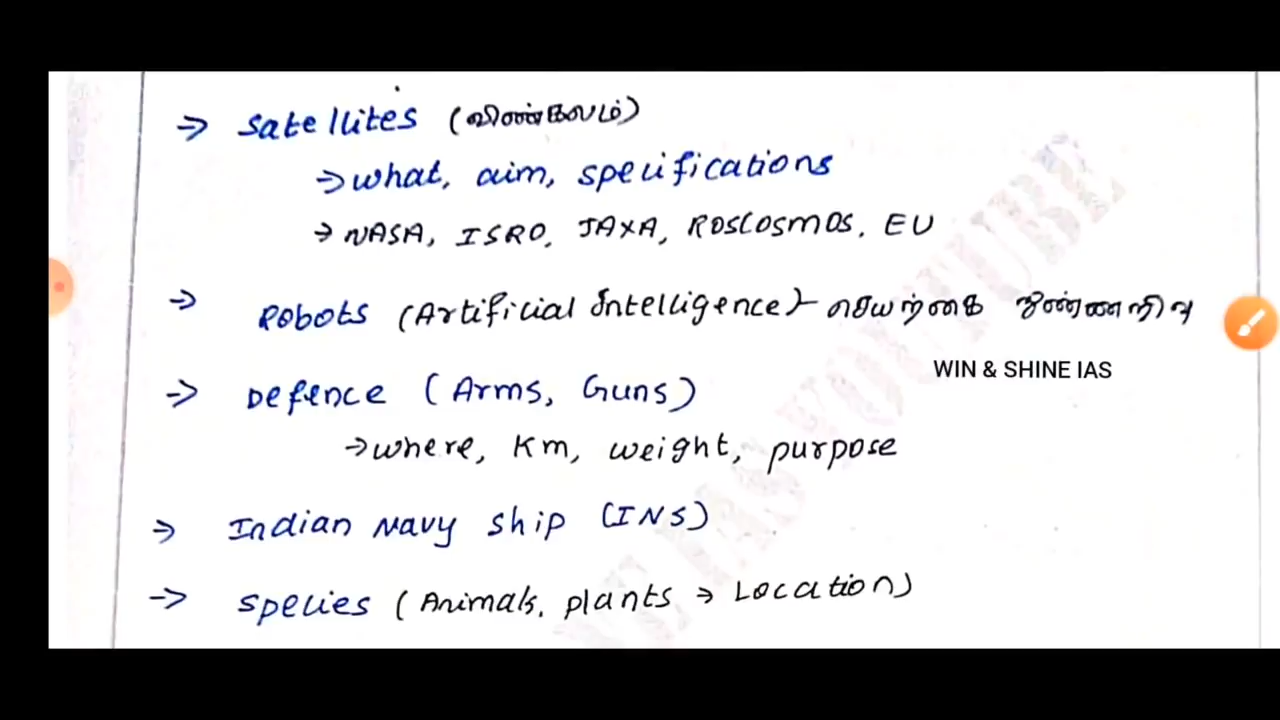 → Satellites (விண்கலம்)
→ what, aim, specifications
→ NASA, ISRO, JAXA, ROSCOSMOS, EU
→ Robots (Artificial Intelligence) - செயற்கை நுண்ணறிவு
WIN & SHINE IAS
→ Defence (Arms, Guns)
→ where, Km, weight, purpose
→ Indian Navy Ship (INS)
→ Species (Animals, plants → Location)